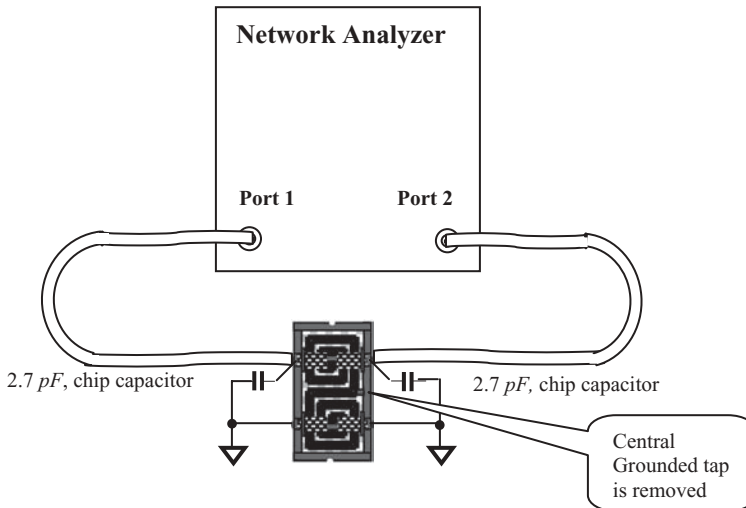 Network Analyzer
Port 1
Port 2
2.7 pF, chip capacitor
2.7 pF, chip capacitor
Central
Grounded tap
is removed